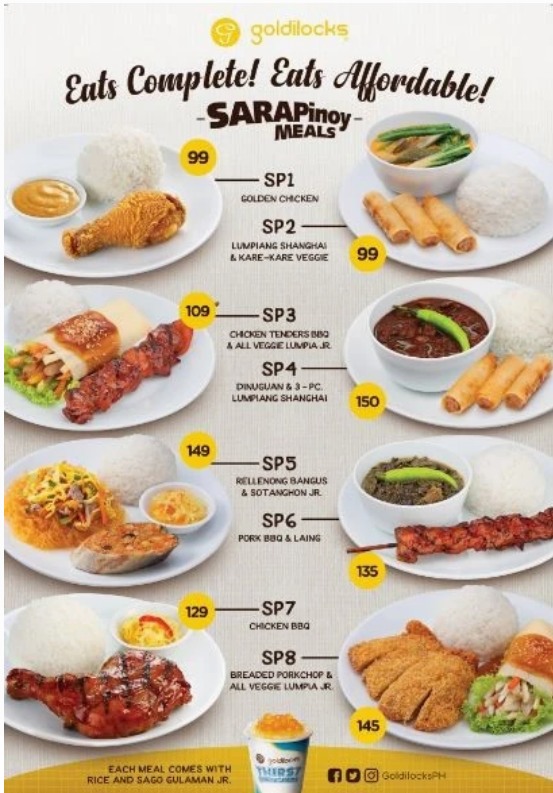 goldilocks
Eats Complete! Eats Affordable!
- SARAPinoy -
MEALS
99
SP1
GOLDEN CHICKEN
SP2
LUMPIANG SHANGHAI
& KARE-KARE VEGGIE
99
109
SP3
CHICKEN TENDERS BBQ
& ALL VEGGIE LUMPIA JR.
SP4
DINUGUAN & 3 - PC.
LUMPIANG SHANGHAI
150
149
SP5
RELLENONG BANGUS
& SOTANGHON JR.
SP6
PORK BBQ & LAING
135
129
SP7
CHICKEN BBQ
SP8
BREADED PORKCHOP &
ALL VEGGIE LUMPIA JR.
145
EACH MEAL COMES WITH
RICE AND SAGO GULAMAN JR.
goldilocks
THIRST
GoldilocksPH